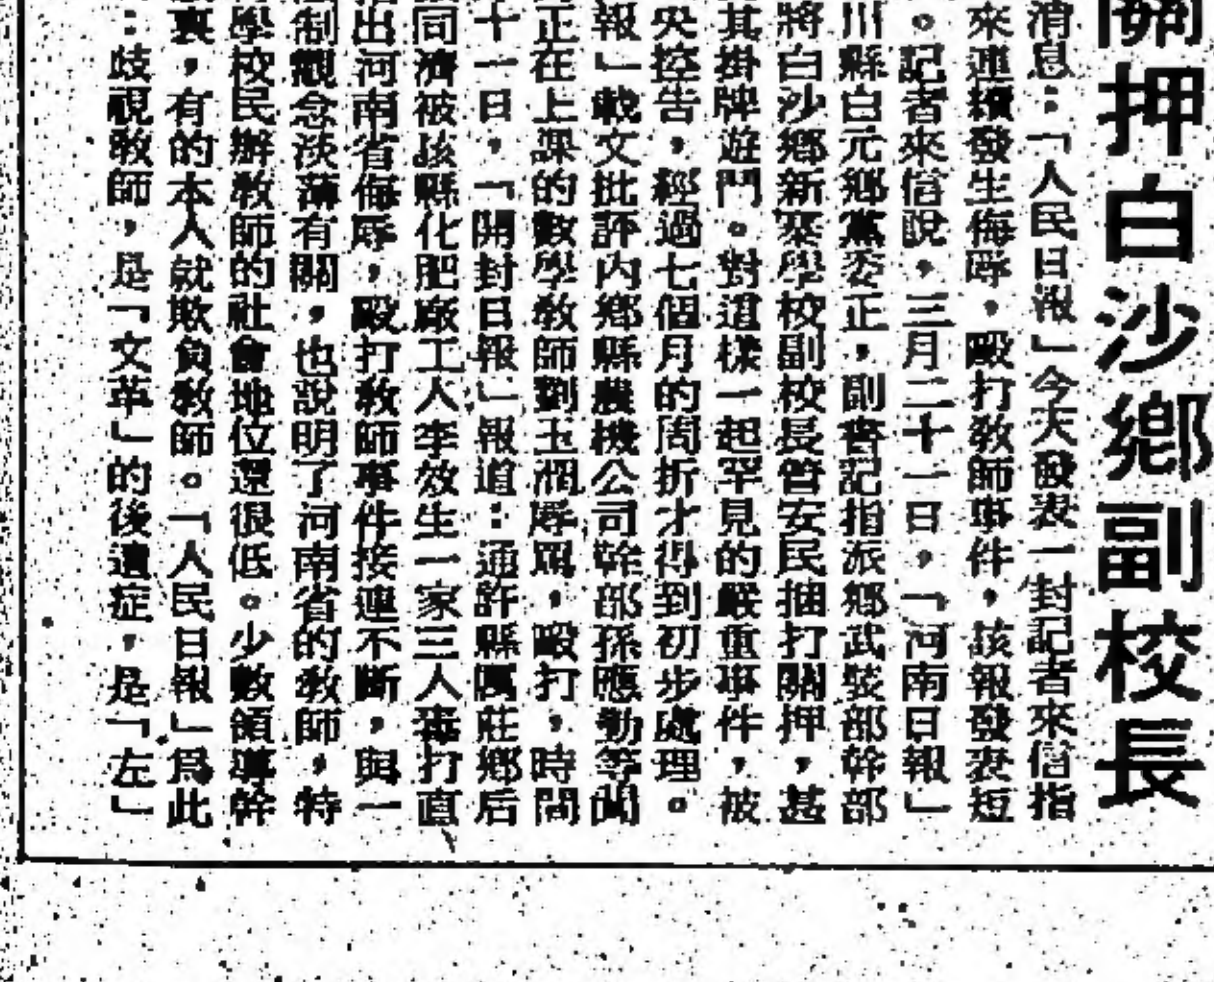 關押白沙鄉副校長
消息：「人民日報」今天發表一封記者來信指
來連續發生侮辱，毆打教師事件，該報發表短
。記者來信說，三月二十一日，「河南日報」
川縣白元鄉黨委正，副書記指派鄉武裝部幹部
將白沙鄉新寨學校副校長管安民捆打關押，甚
其掛牌遊鬥。對這樣一起罕見的嚴重事件，被
央控告，經過七個月的周折才得到初步處理。
報」載文批評內鄉縣農機公司幹部孫應勤等闖
正在上課的數學教師劉玉潤辱罵，毆打，時間
十一日，「開封日報」報道：通許縣厲莊鄉后
同濟被該縣化肥廠工人李效生一家三人毒打直
出河南省侮辱，毆打教師事件接連不斷，與一
制觀念淡薄有關，也說明了河南省的教師，特
學校民辦教師的社會地位還很低。少數領導幹
裏，有的本人就欺負教師。「人民日報」爲此
：歧視教師，是「文革」的後遺症，是「左」